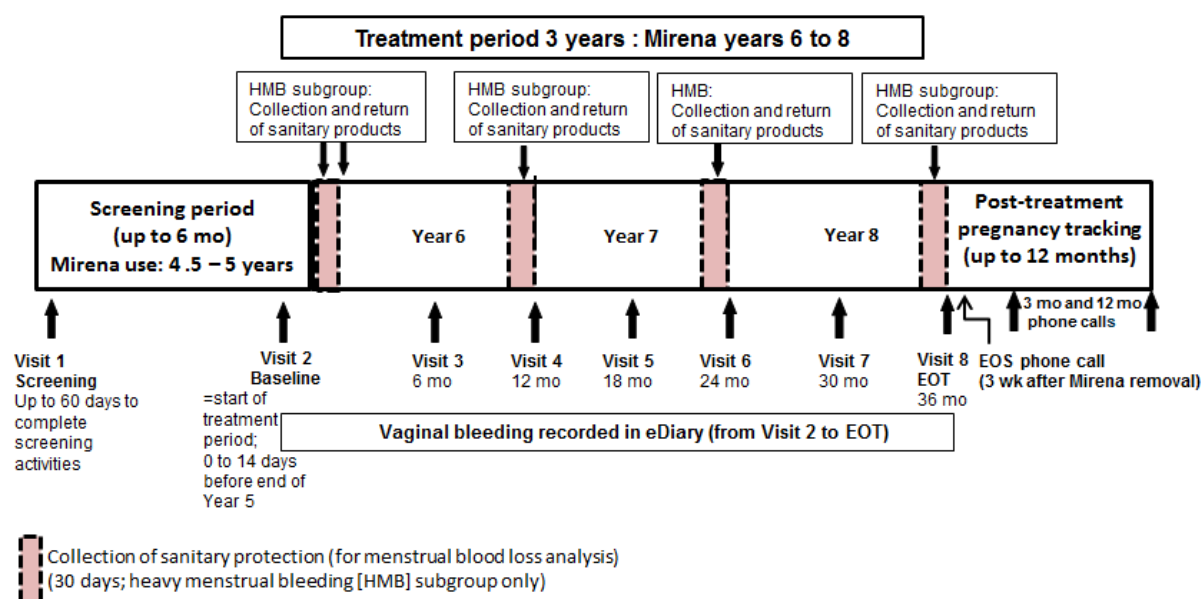 Treatment period 3 years : Mirena years 6 to 8
HMB subgroup:
Collection and return
of sanitary products
HMB subgroup:
Collection and return
of sanitary products
HMB:
Collection and return
of sanitary products
HMB subgroup:
Collection and return
of sanitary products
Screening period
(up to 6 mo)
Mirena use: 4 .5 – 5 years
Year 6
Year 7
Year 8
Post-treatment
pregnancy tracking
(up to 12 months)
3 mo and 12 mo
phone calls
Visit 1
Screening
Up to 60 days to
complete
screening
activities
Visit 2
Baseline
=start of
treatment
period;
0 to 14 days
before end of
Year 5
Visit 3
6 mo
Visit 4
12 mo
Visit 5
18 mo
Visit 6
24 mo
Visit 7
30 mo
Visit 8
EOT
36 mo
EOS phone call
(3 wk after Mirena removal)
Vaginal bleeding recorded in eDiary (from Visit 2 to EOT)
Collection of sanitary protection (for menstrual blood loss analysis)
(30 days; heavy menstrual bleeding [HMB] subgroup only)